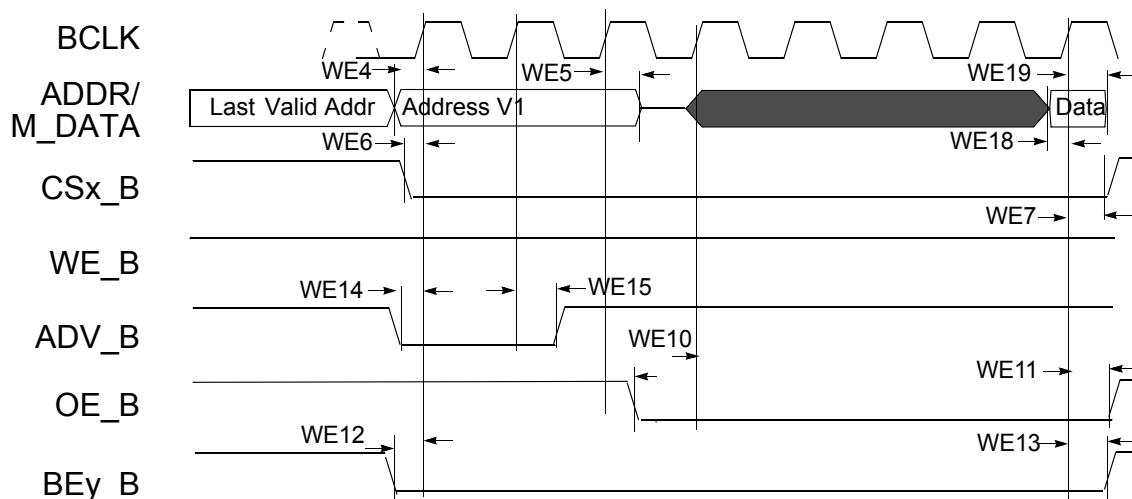 BCLK
WE4
WE5
WE19
ADDR/
M_DATA
Last Valid Addr
Address V1
Data
WE6
WE18
CSx_B
WE7
WE_B
WE14
WE15
ADV_B
WE10
WE11
OE_B
WE12
WE13
BEy_B